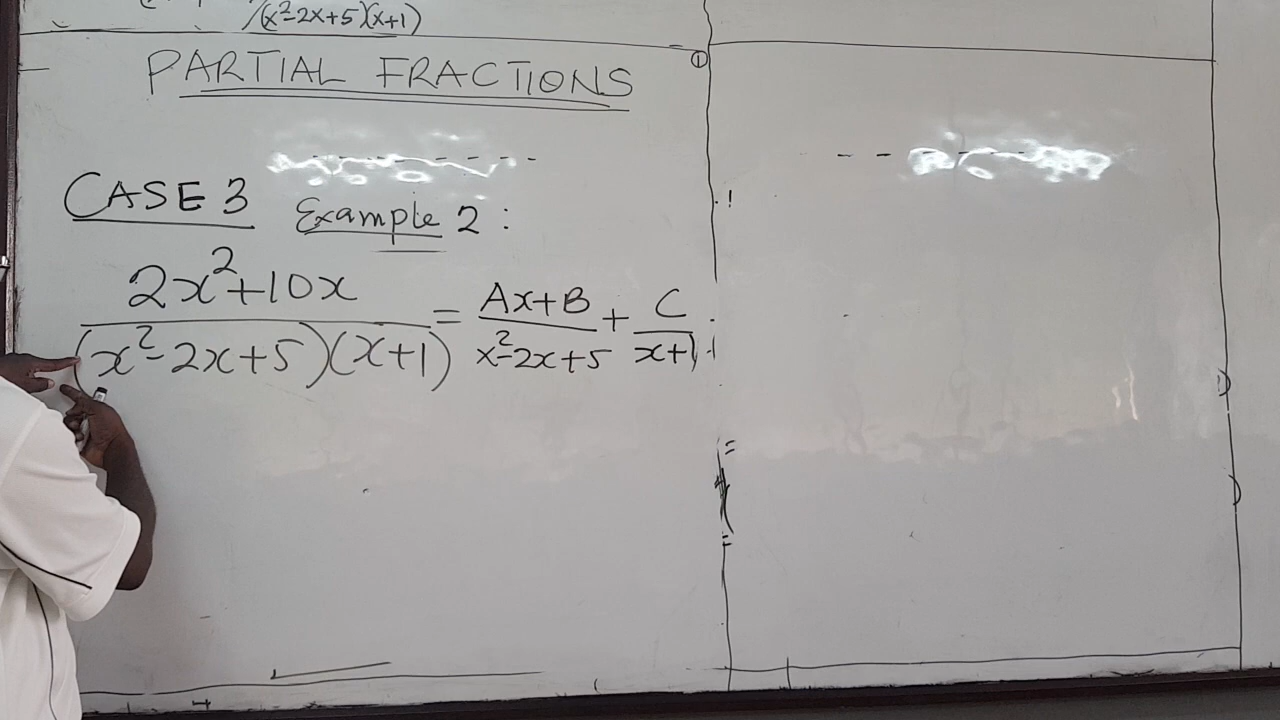 (x²-2x+5)(x+1)
PARTIAL FRACTIONS
①
CASE 3 Example 2 :
2x²+10x / (x²-2x+5)(x+1) = Ax+B / x²-2x+5 + C / x+1